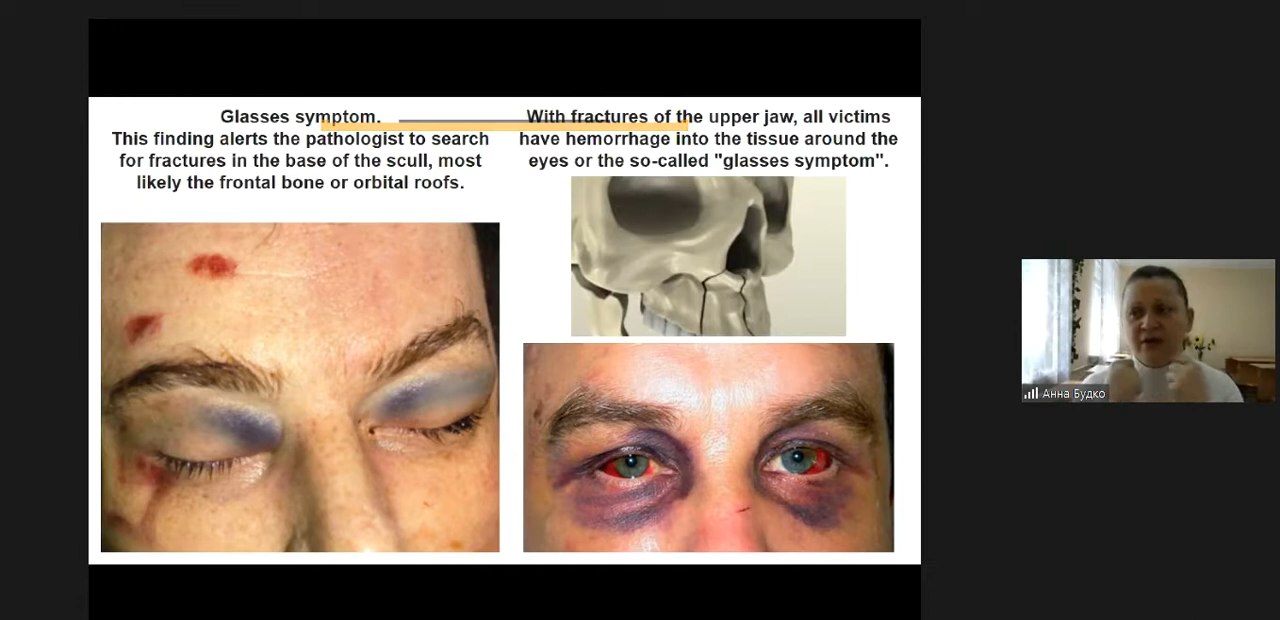 Glasses symptom.
This finding alerts the pathologist to search
for fractures in the base of the scull, most
likely the frontal bone or orbital roofs.
With fractures of the upper jaw, all victims
have hemorrhage into the tissue around the
eyes or the so-called "glasses symptom".
Анна Будко